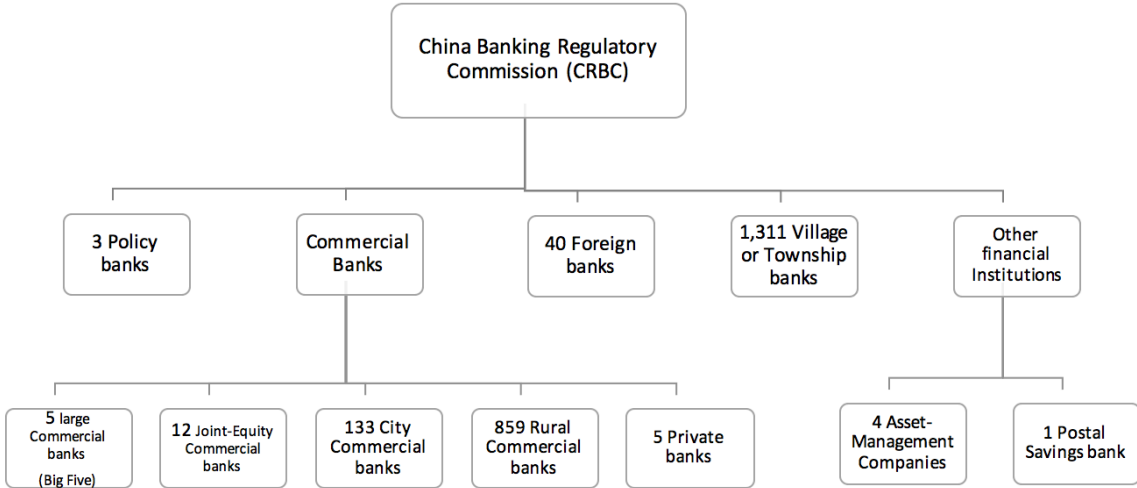 China Banking Regulatory
Commission (CRBC)
3 Policy
banks
Commercial
Banks
40 Foreign
banks
1,311 Village
or Township
banks
Other
financial
Institutions
5 large
Commercial
banks
(Big Five)
12 Joint-Equity
Commercial
banks
133 City
Commercial
banks
859 Rural
Commercial
banks
5 Private
banks
4 Asset-
Management
Companies
1 Postal
Savings bank